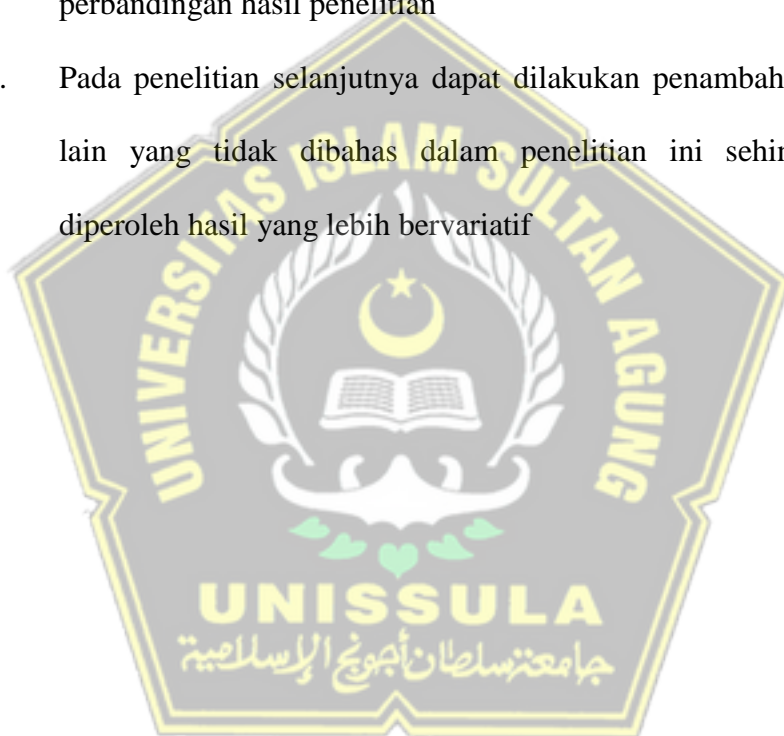 perbandingan hasil penelitian
. Pada penelitian selanjutnya dapat dilakukan penambah
lain yang tidak dibahas dalam penelitian ini sehin
diperoleh hasil yang lebih bervariatif
UNIVERSITAS ISLAM SULTAN AGUNG
UNISSULA
جامعة سلطان أجونج الإسلامية